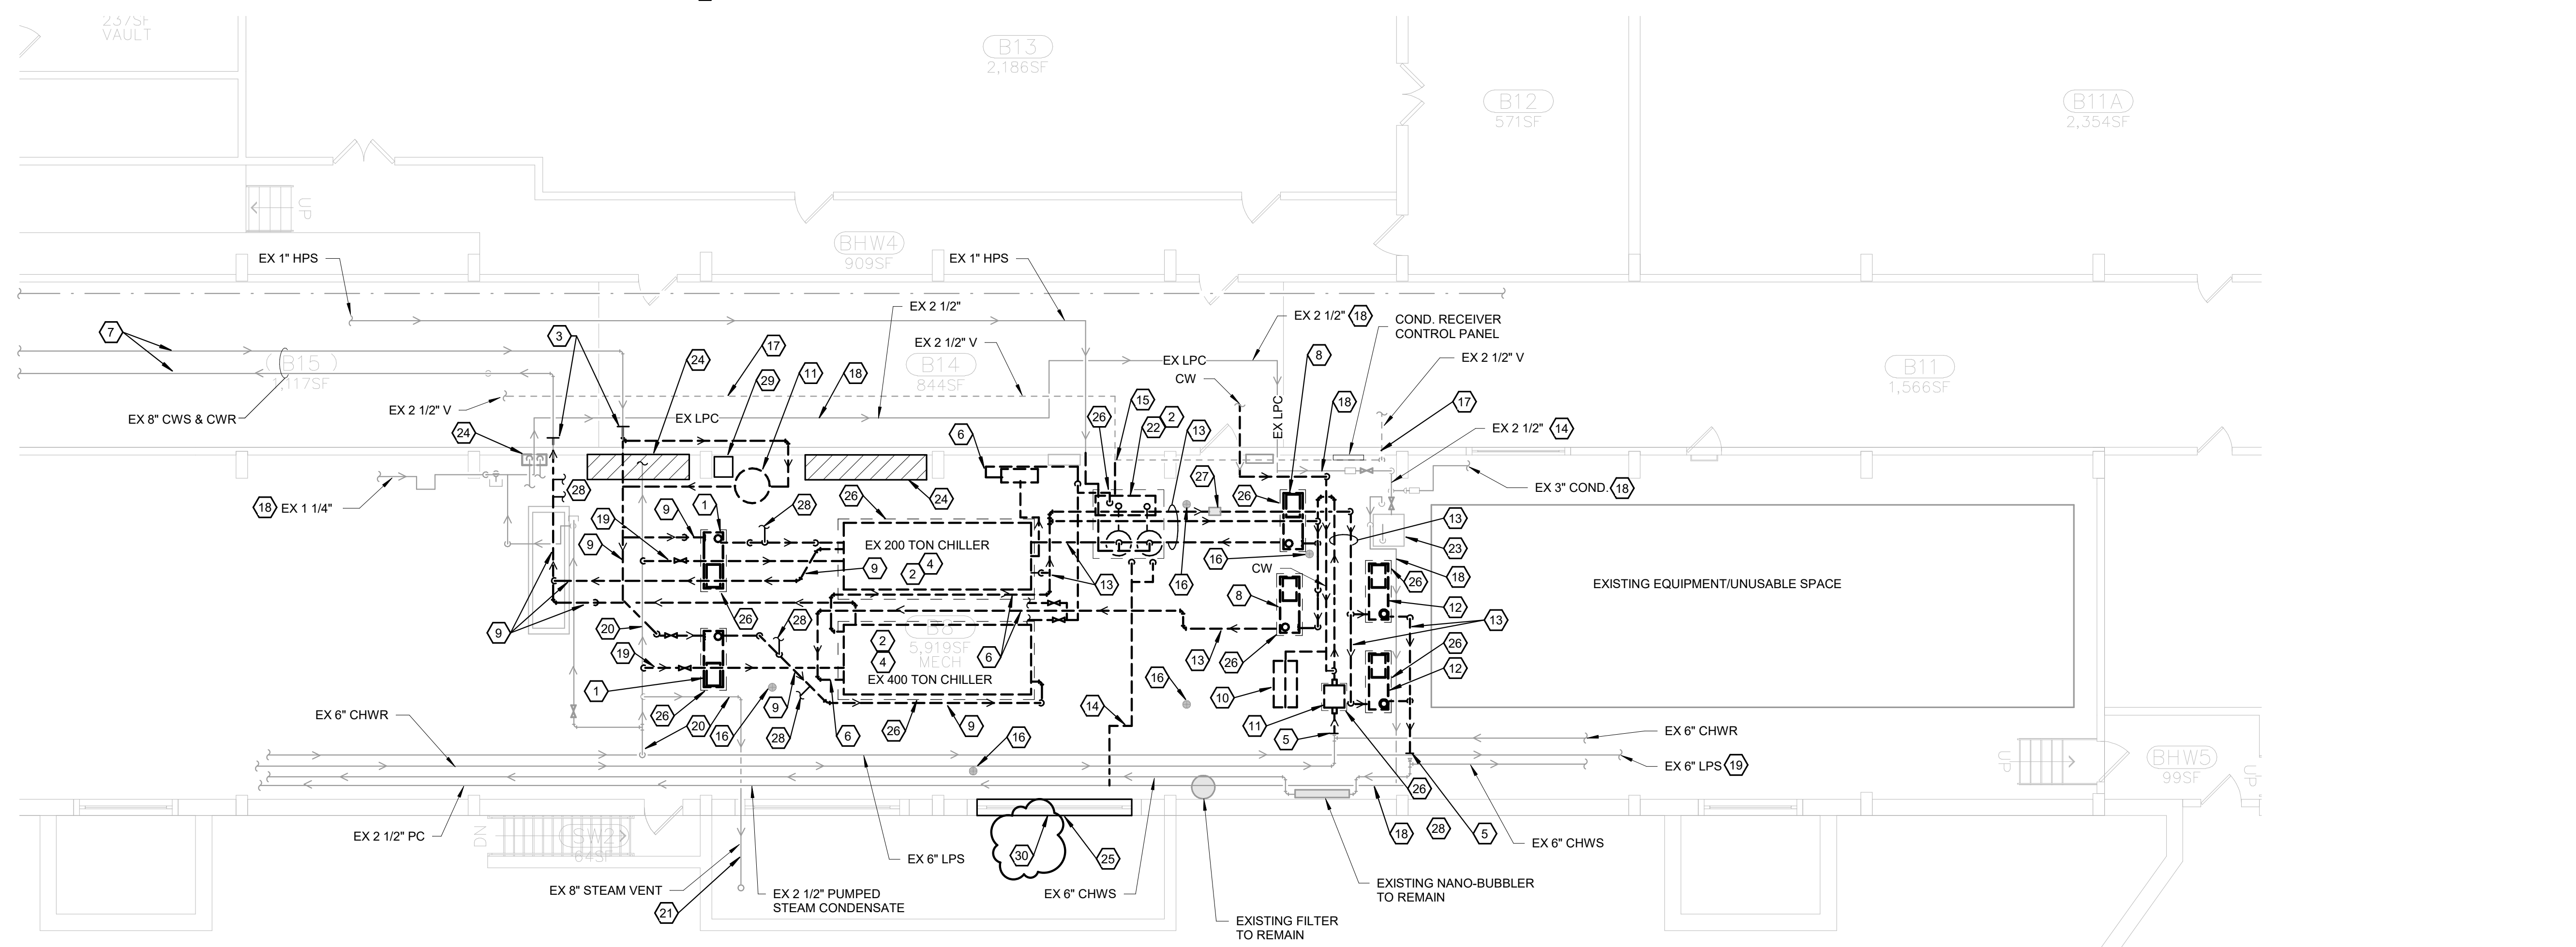 237SF
VAULT
B13
2,186SF
B12
571SF
B11A
2,354SF
UP
BHW4
909SF
EX 1" HPS
EX 1" HPS
EX 2 1/2"
EX 2 1/2" 18
COND. RECEIVER
CONTROL PANEL
7
3
17
EX 2 1/2" V
8
EX 2 1/2" V
B15
1,117SF
24
29
11
18
B14
844SF
EX LPC
CW
B11
1,566SF
EX 8" CWS & CWR
EX 2 1/2" V
EX LPC
EX LPC
26
15
22
2
13
18
17
24
6
EX 2 1/2" 14
28
26
24
27
26
EX 3" COND. 18
18 EX 1 1/4"
9
1
28
19
9
EX 200 TON CHILLER
13
9
2
4
13
16
16
23
18
CW
26
EXISTING EQUIPMENT/UNUSABLE SPACE
8
12
9
20
26
28
B8
5,919SF
MECH
2
4
6
13
13
26
26
12
19
1
EX 400 TON CHILLER
16
10
26
20
16
9
28
6
26
9
14
11
5
EX 6" CHWR
16
EX 6" CHWR
EX 6" LPS 19
UP
BHW5
99SF
UP
26
EX 2 1/2" PC
DN
SW2
64SF
18
28
5
EX 6" CHWS
EX 6" LPS
30
25
EX 8" STEAM VENT
21
EX 2 1/2" PUMPED
STEAM CONDENSATE
EX 6" CHWS
EXISTING NANO-BUBBLER
TO REMAIN
EXISTING FILTER
TO REMAIN